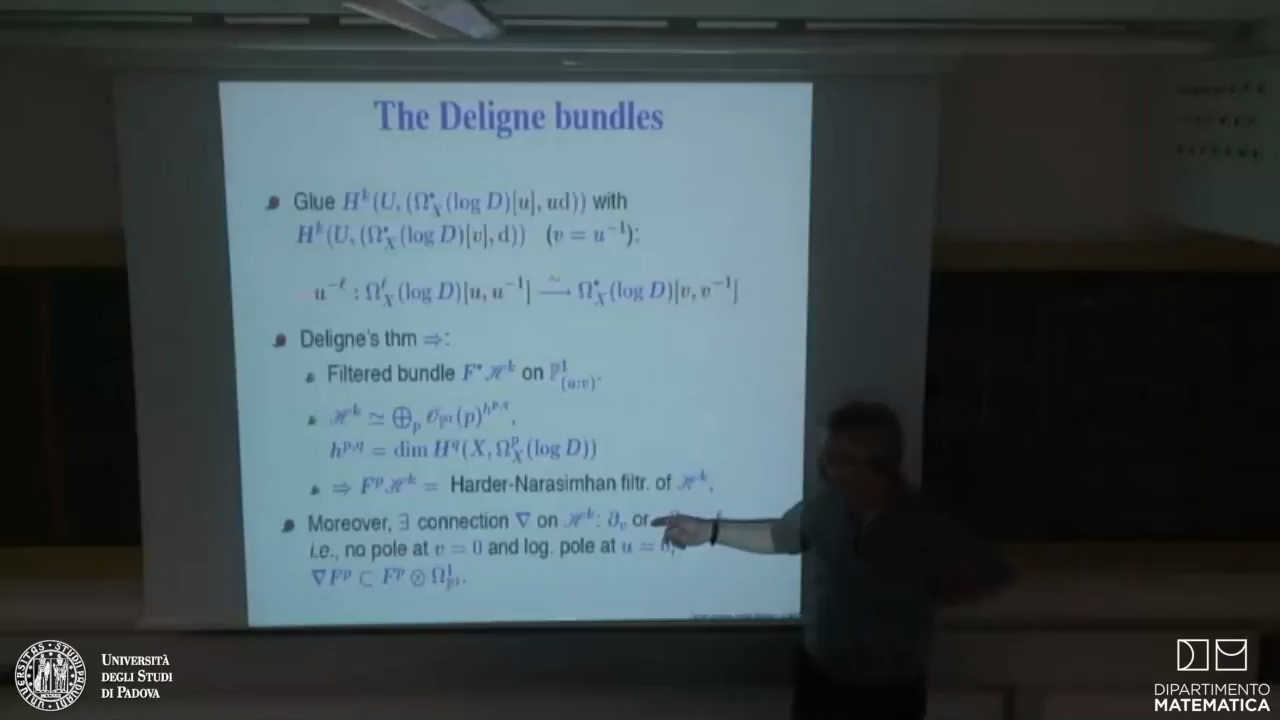 The Deligne bundles
Glue H^k(U, (Ω^•_X(log D)[u], ud)) with
H^k(U, (Ω^•_X(log D)[v], d)) (v = u^{-1}):
u^{-ℓ} : Ω^ℓ_X(log D)[u, u^{-1}] ⟶~ Ω^•_X(log D)[v, v^{-1}]
Deligne's thm ⇒:
Filtered bundle F^•ℋ^k on ℙ^1_{(u:v)}.
ℋ^k ≃ ⊕_p 𝒪_{ℙ^1}(p)^{h^{p,q}},
h^{p,q} = dim H^q(X, Ω^p_X(log D))
⇒ F^pℋ^k = Harder-Narasimhan filtr. of ℋ^k,
Moreover, ∃ connection ∇ on ℋ^k: ∂_v or
i.e., no pole at v = 0 and log. pole at u =
∇F^p ⊂ F^p ⊗ Ω^1_{ℙ^1}.
UNIVERSITÀ
DEGLI STUDI
DI PADOVA
DIPARTIMENTO
MATEMATICA